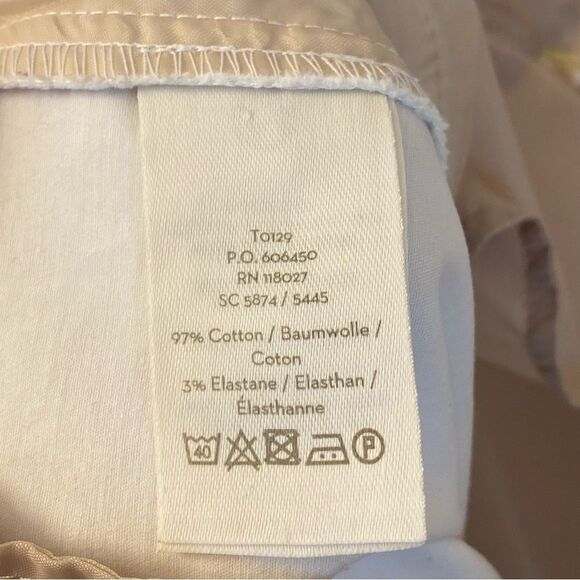 T0129
P.O. 606450
RN 118027
SC 5874 / 5445
97% Cotton / Baumwolle /
Coton
3% Elastane / Elasthan /
Élasthanne
40 P